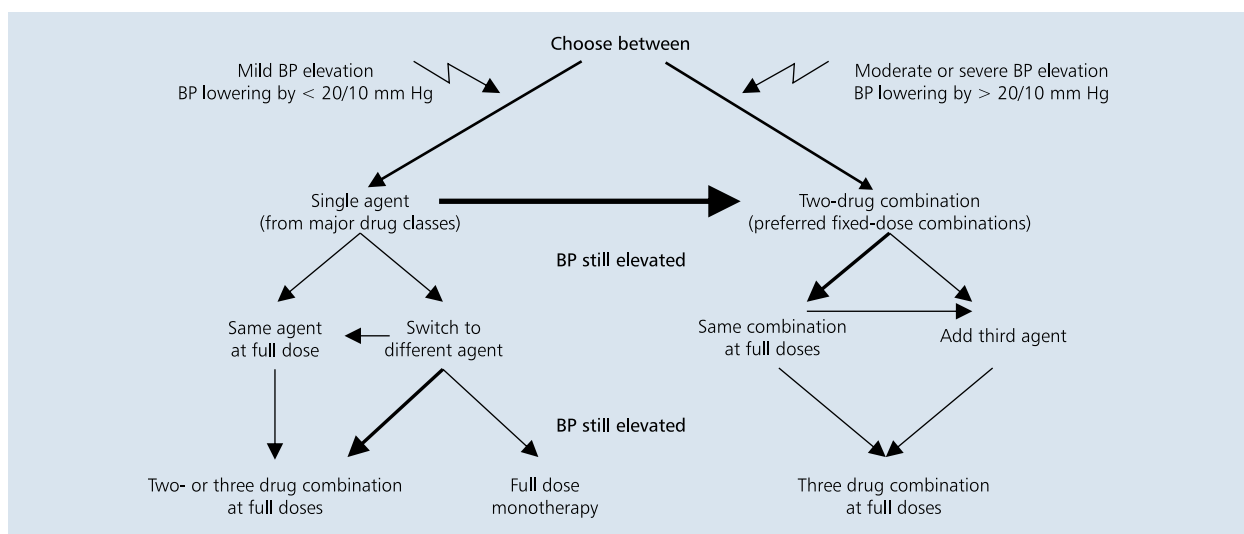 Choose between
Mild BP elevation
BP lowering by < 20/10 mm Hg
Moderate or severe BP elevation
BP lowering by > 20/10 mm Hg
Single agent
(from major drug classes)
Two-drug combination
(preferred fixed-dose combinations)
BP still elevated
Same agent
at full dose
Switch to
different agent
Same combination
at full doses
Add third agent
BP still elevated
Two- or three drug combination
at full doses
Full dose
monotherapy
Three drug combination
at full doses